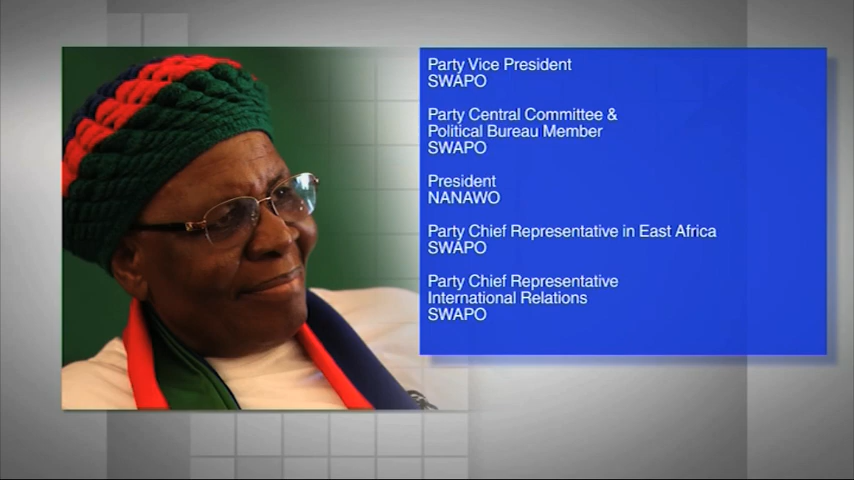 Party Vice President
SWAPO
Party Central Committee &
Political Bureau Member
SWAPO
President
NANAWO
Party Chief Representative in East Africa
SWAPO
Party Chief Representative
International Relations
SWAPO